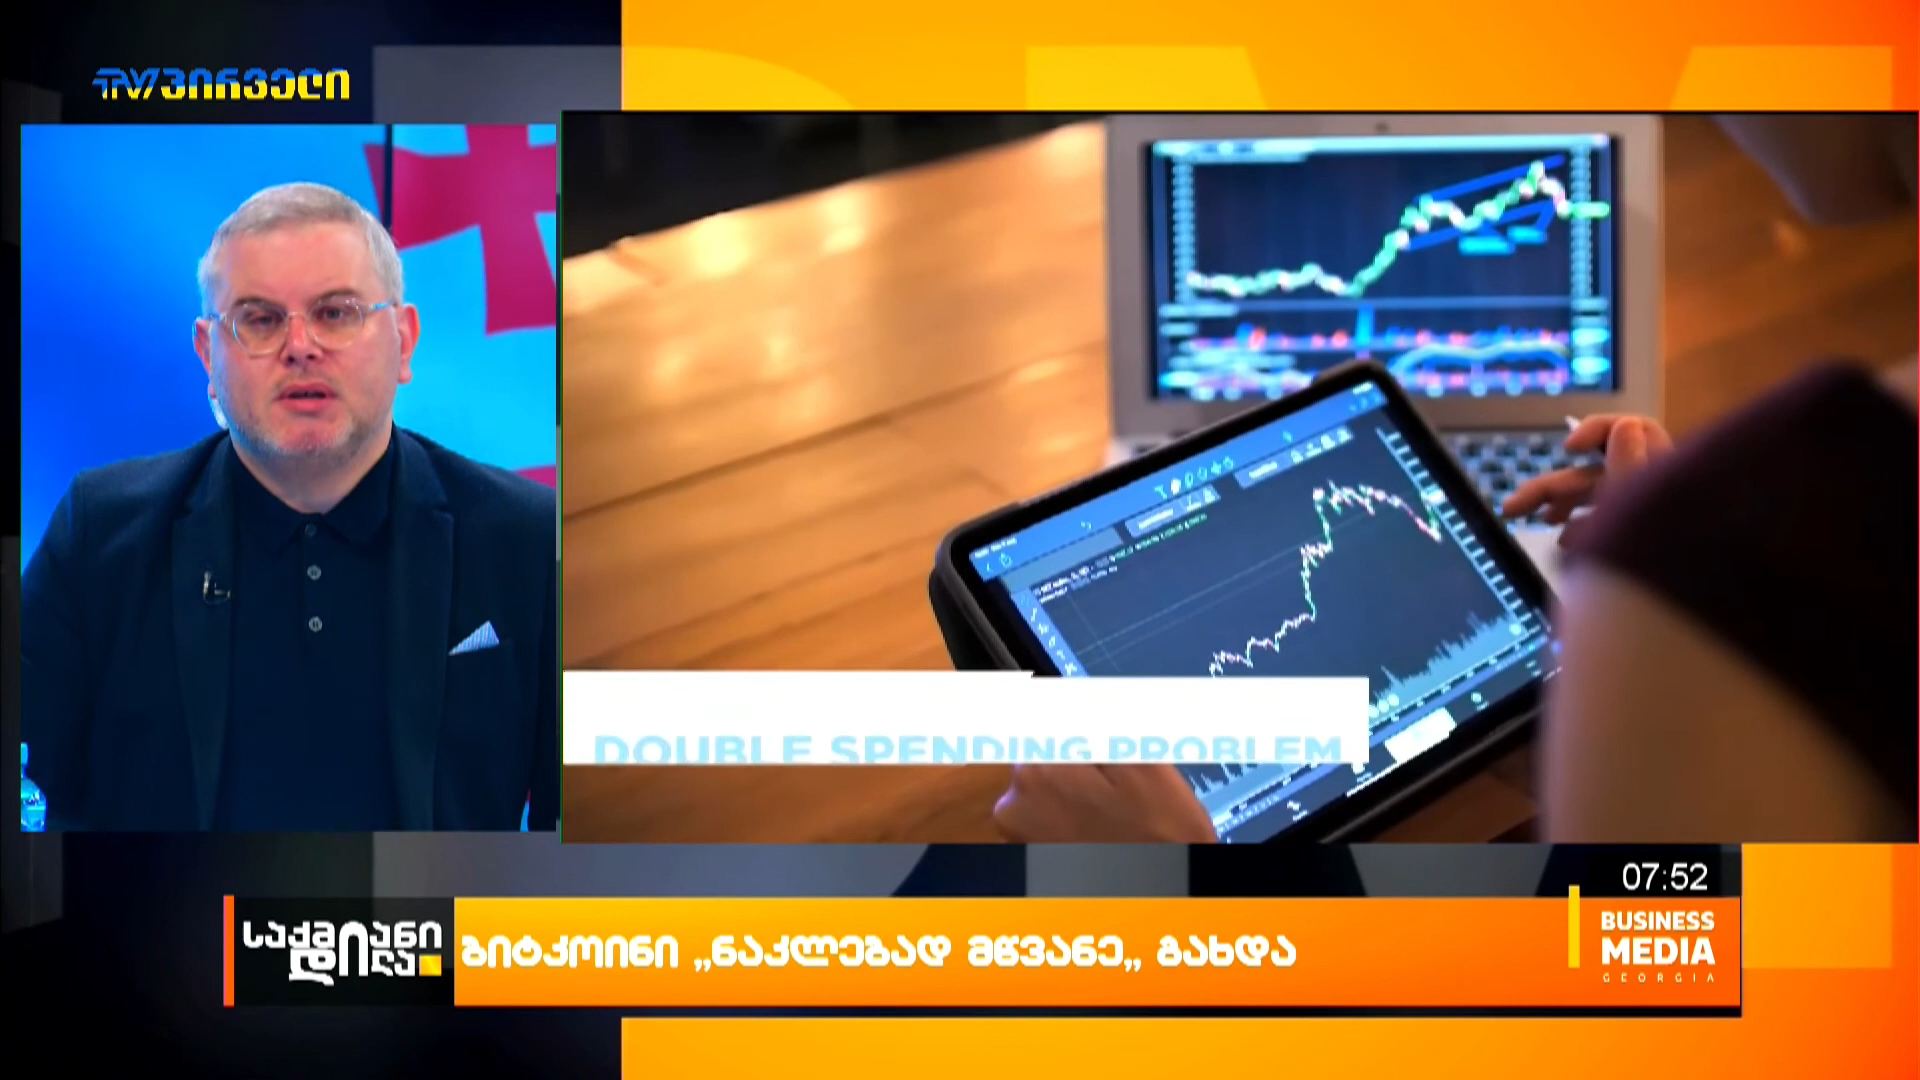 TV პირველი
DOUBLE SPENDING PROBLEM
07:52
საქმიანი
დილა
ბიტკოინი „ნაკლებად მწვანე„ გახდა
BUSINESS
MEDIA
GEORGIA